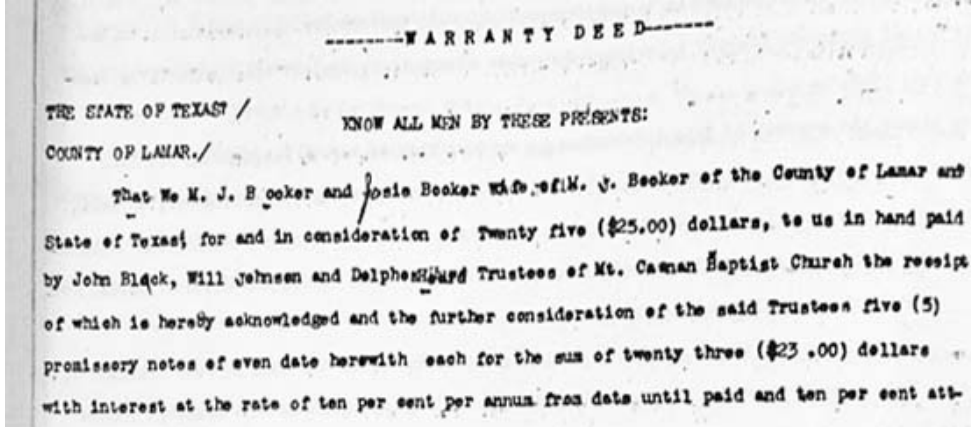 --------WARRANTY DEED-------
THE STATE OF TEXAS/ /
KNOW ALL MEN BY THESE PRESENTS:
COUNTY OF LAMAR./
That We M. J. B ooker and Josie Booker wife of M. J. Booker of the County of Lamar and
State of Texas, for and in consideration of Twenty five ($25.00) dollars, to us in hand paid
by John Black, Will Johnson and Trustees of Mt. Baptist Church the receipt
of which is hereby acknowledged and the further consideration of the said Trustees five (5)
promissory notes of even date herewith each for the sum of twenty three ($23 .00) dollars
with interest at the rate of ten per cent per annum from date until paid and ten per cent att-